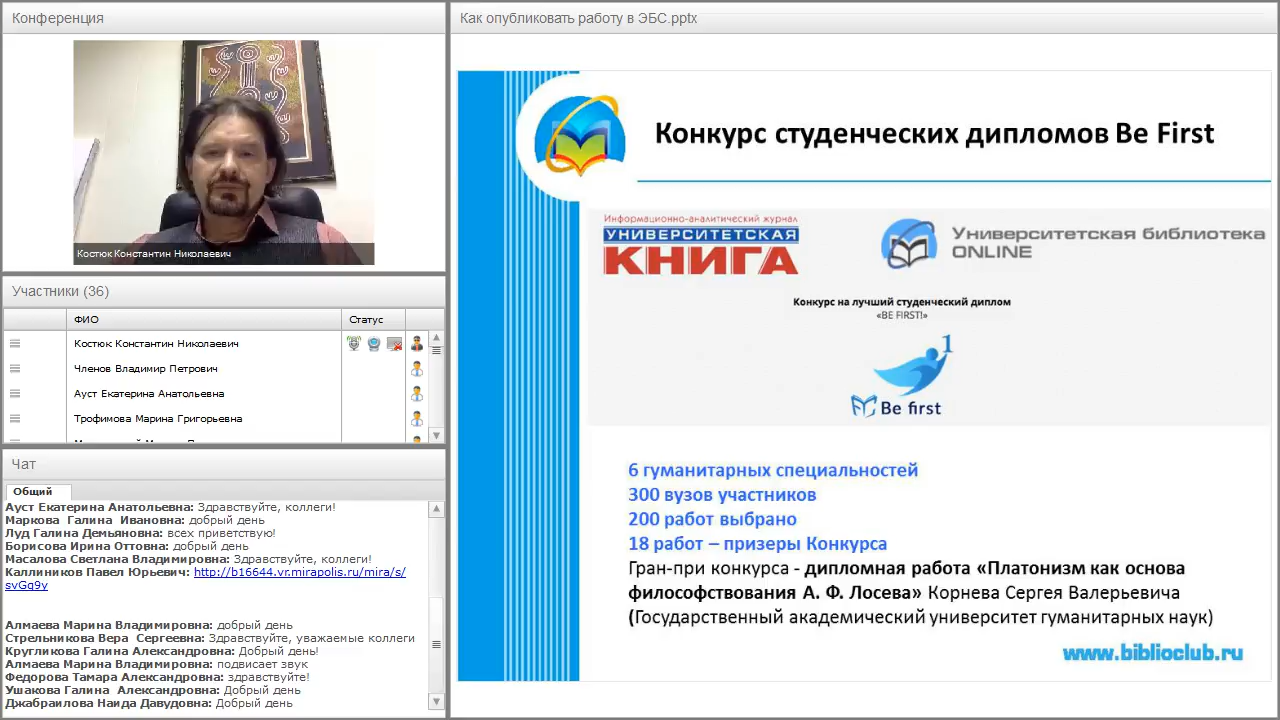 Конференция
Костюк Константин Николаевич
Участники (36)
ФИО
Статус
Костюк Константин Николаевич
Членов Владимир Петрович
Ауст Екатерина Анатольевна
Трофимова Марина Григорьевна
Чат
Общий
Ауст Екатерина Анатольевна: Здравствуйте, коллеги!
Маркова Галина Ивановна: добрый день
Луд Галина Демьяновна: всех приветствую!
Борисова Ирина Оттовна: добрый день
Масалова Светлана Владимировна: Здравствуйте, коллеги!
Каллиников Павел Юрьевич: http://b16644.vr.mirapolis.ru/mira/s/
svGq9y
Алмаева Марина Владимировна: добрый день
Стрельникова Вера Сергеевна: Здравствуйте, уважаемые коллеги
Кругликова Галина Александровна: Добрый день!
Алмаева Марина Владимировна: подвисает звук
Федорова Тамара Александровна: здравствуйте!
Ушакова Галина Александровна: Добрый день
Джабраилова Наида Давудовна: Добрый день
Как опубликовать работу в ЭБС.pptx
Конкурс студенческих дипломов Be First
Информационно-аналитический журнал
УНИВЕРСИТЕТСКАЯ
КНИГА
Университетская библиотека
ONLINE
Конкурс на лучший студенческий диплом
«BE FIRST!»
1
Be first
6 гуманитарных специальностей
300 вузов участников
200 работ выбрано
18 работ – призеры Конкурса
Гран-при конкурса - дипломная работа «Платонизм как основа
философствования А. Ф. Лосева» Корнева Сергея Валерьевича
(Государственный академический университет гуманитарных наук)
www.biblioclub.ru